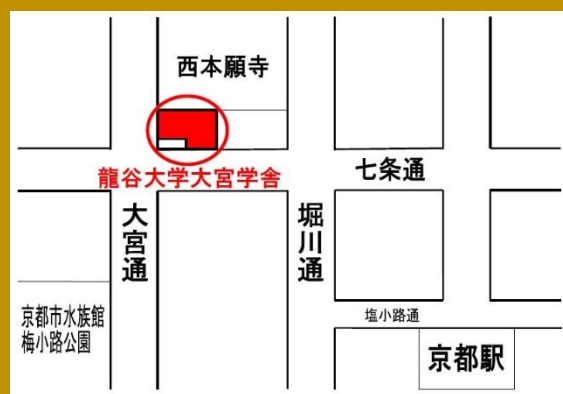 西本願寺
龍谷大学大宮学舎
七条通
大宮通
堀川通
京都市水族館
梅小路公園
塩小路通
京都駅